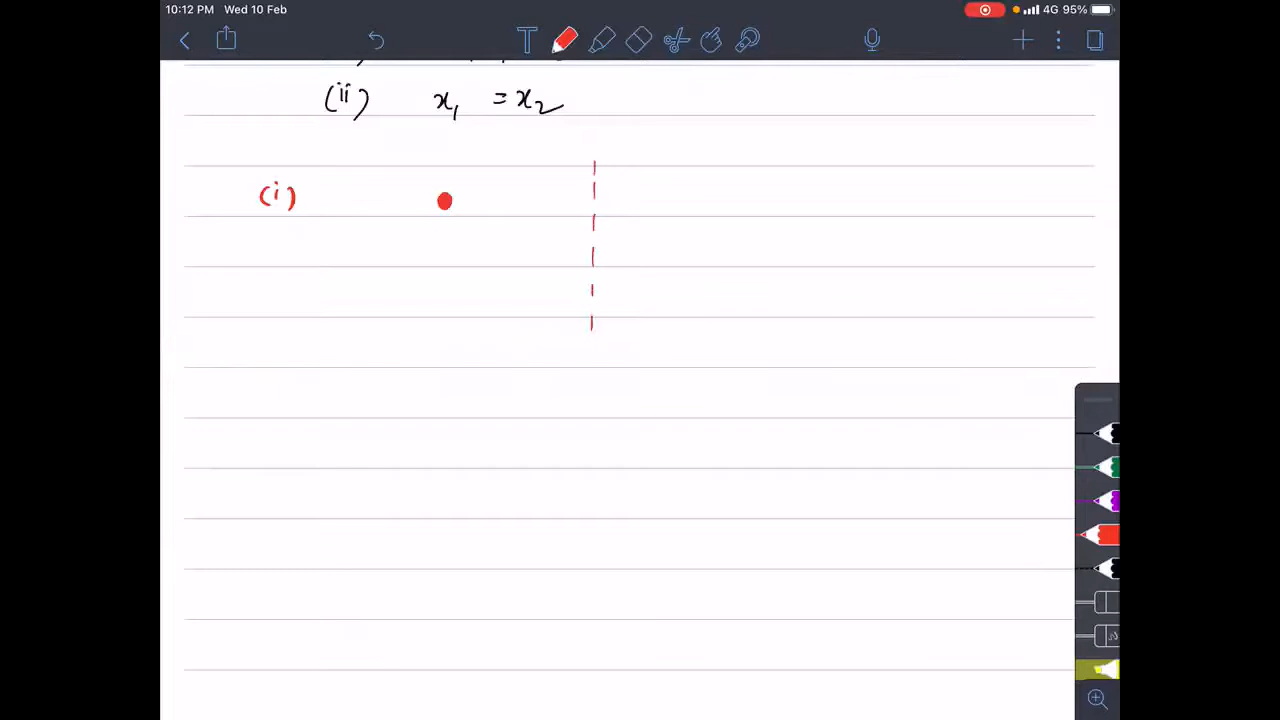 10:12 PM Wed 10 Feb 4G 95%
(ii) x₁ = x₂
(i)